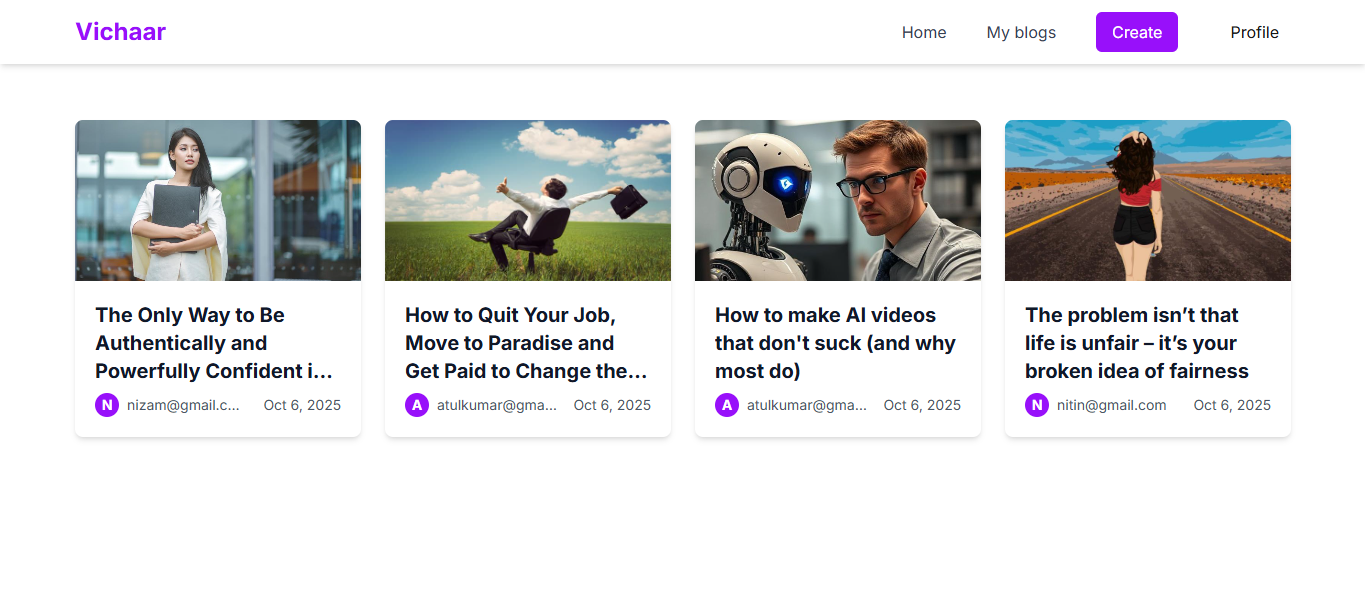 Vichaar
Home
My blogs
Create
Profile
The Only Way to Be
Authentically and
Powerfully Confident i...
N nizam@gmail.c... Oct 6, 2025
How to Quit Your Job,
Move to Paradise and
Get Paid to Change the...
A atulkumar@gma... Oct 6, 2025
How to make AI videos
that don't suck (and why
most do)
A atulkumar@gma... Oct 6, 2025
The problem isn’t that
life is unfair – it’s your
broken idea of fairness
N nitin@gmail.com Oct 6, 2025